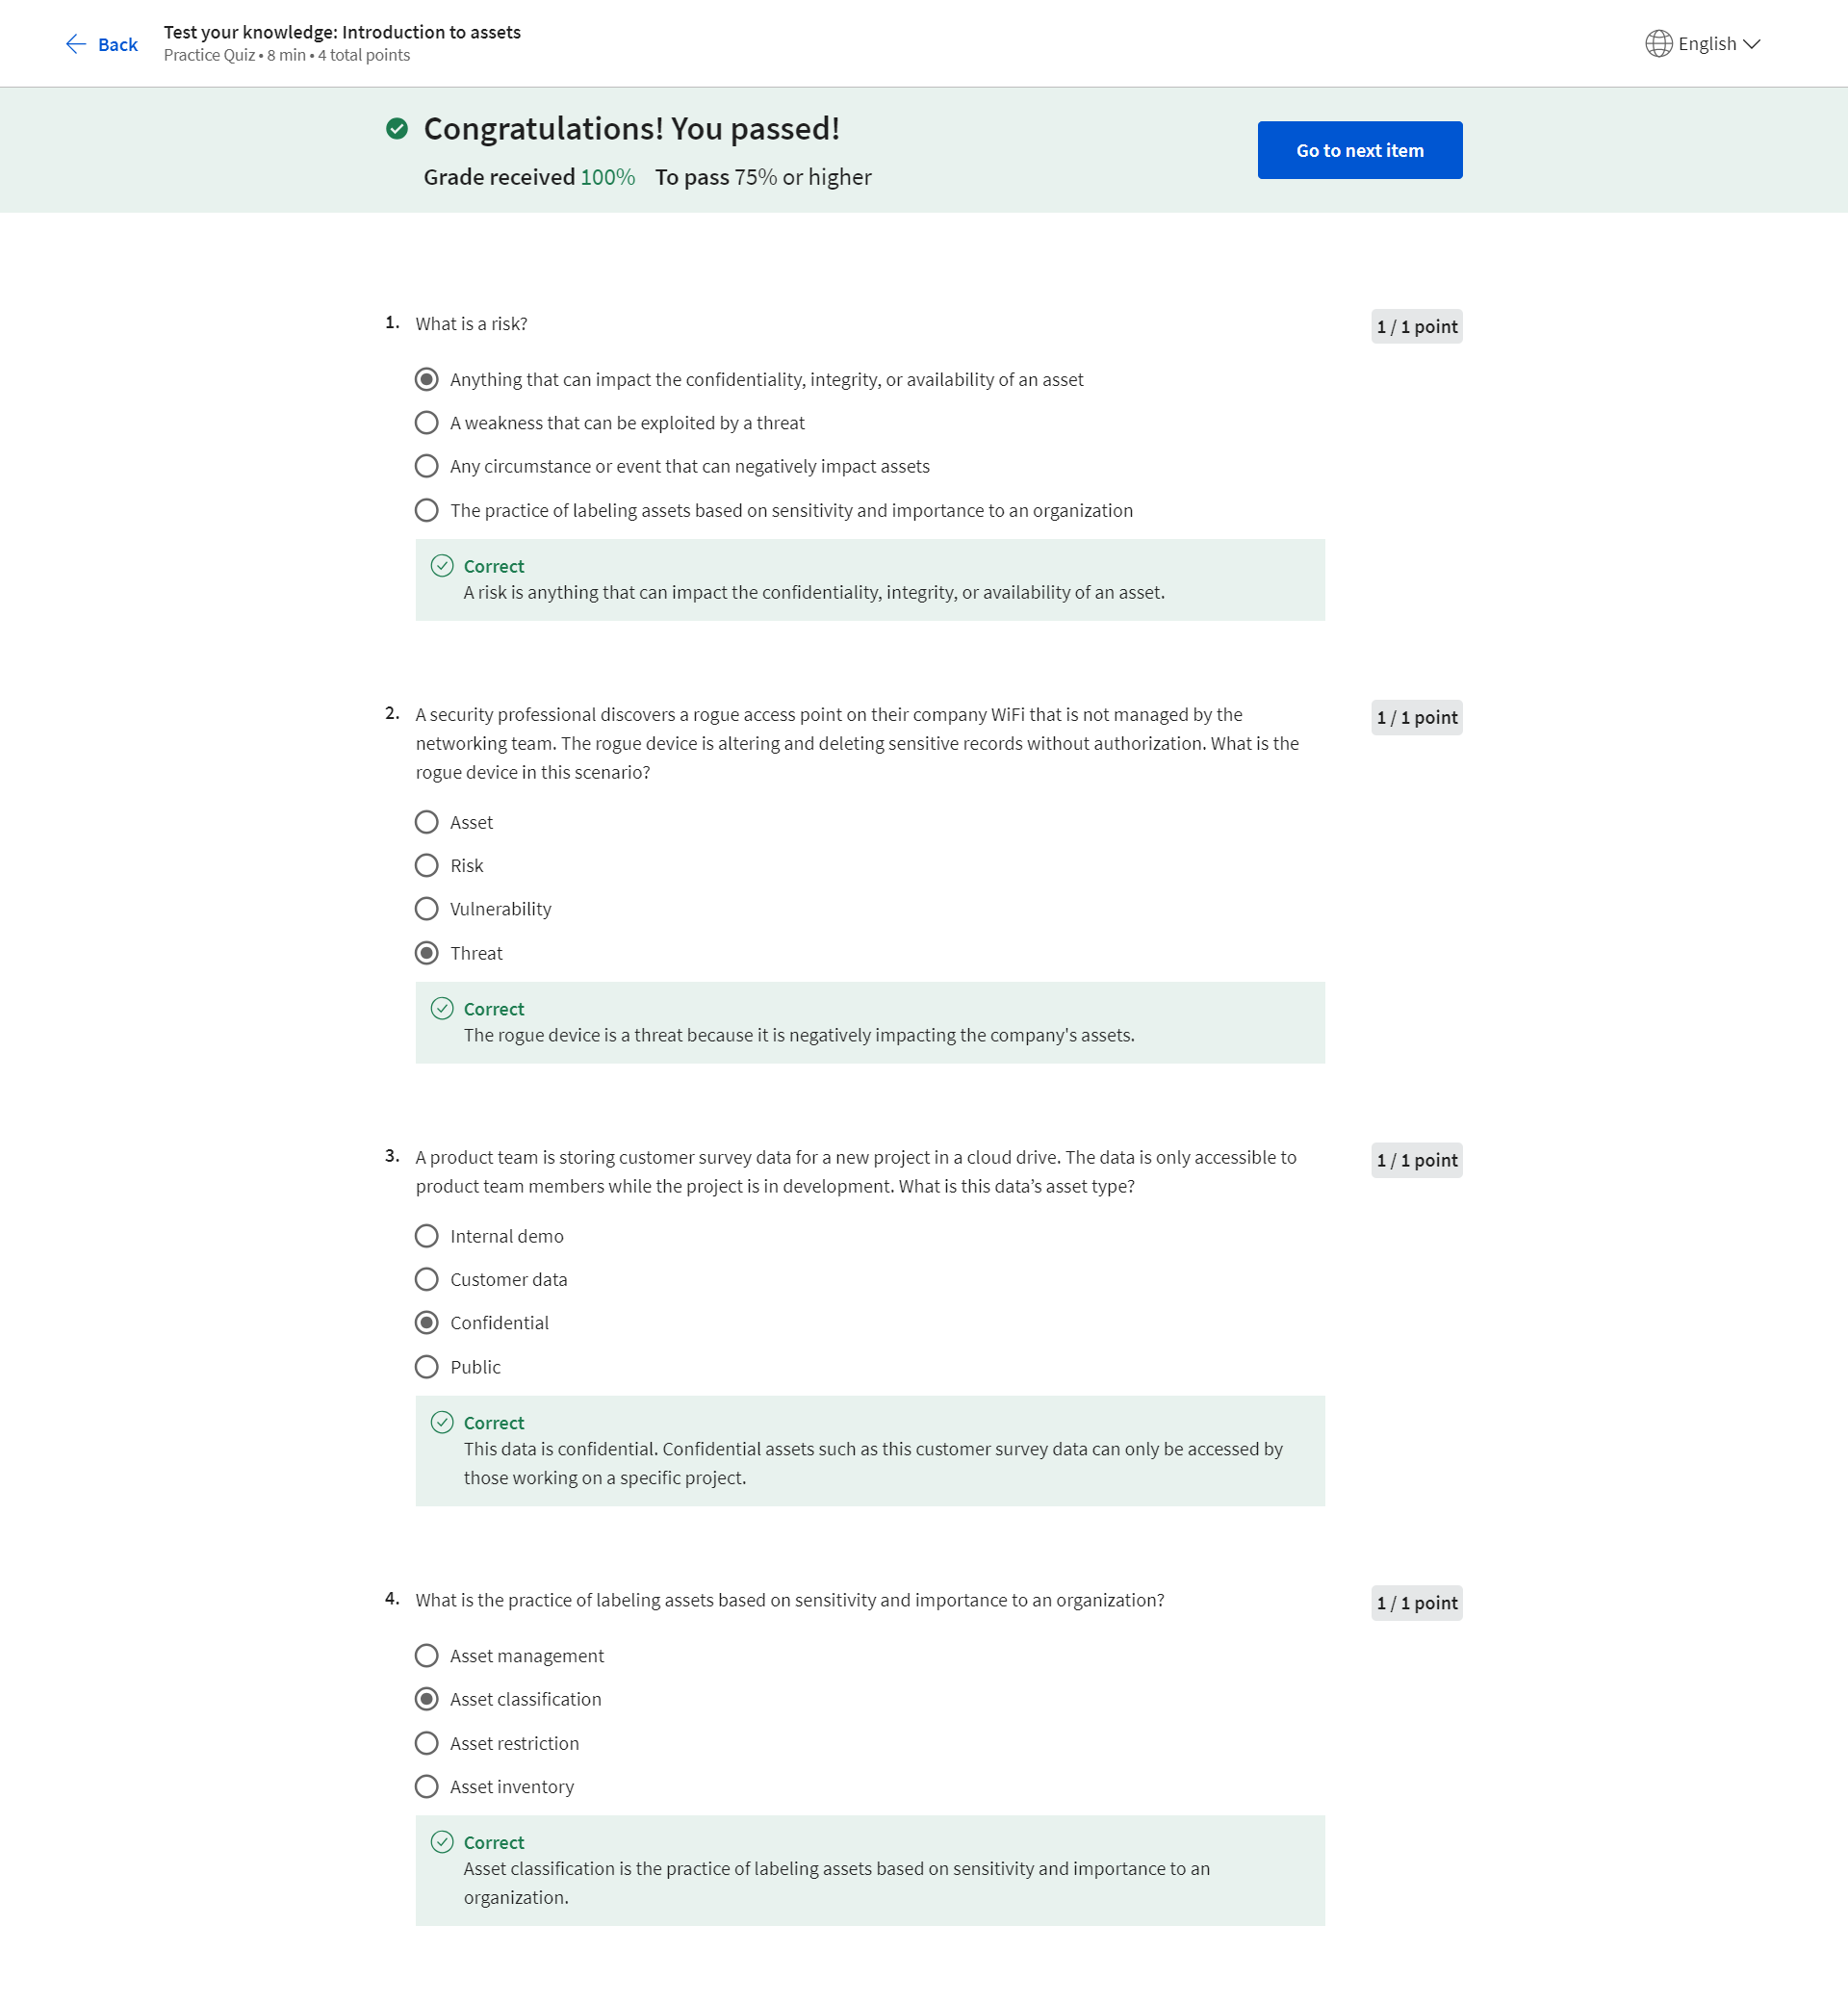 Back
Test your knowledge: Introduction to assets
Practice Quiz • 8 min • 4 total points
English
Congratulations! You passed!
Grade received 100% To pass 75% or higher
Go to next item
1. What is a risk?
1 / 1 point
Anything that can impact the confidentiality, integrity, or availability of an asset
A weakness that can be exploited by a threat
Any circumstance or event that can negatively impact assets
The practice of labeling assets based on sensitivity and importance to an organization
Correct
A risk is anything that can impact the confidentiality, integrity, or availability of an asset.
2. A security professional discovers a rogue access point on their company WiFi that is not managed by the
networking team. The rogue device is altering and deleting sensitive records without authorization. What is the
rogue device in this scenario?
1 / 1 point
Asset
Risk
Vulnerability
Threat
Correct
The rogue device is a threat because it is negatively impacting the company's assets.
3. A product team is storing customer survey data for a new project in a cloud drive. The data is only accessible to
product team members while the project is in development. What is this data’s asset type?
1 / 1 point
Internal demo
Customer data
Confidential
Public
Correct
This data is confidential. Confidential assets such as this customer survey data can only be accessed by
those working on a specific project.
4. What is the practice of labeling assets based on sensitivity and importance to an organization?
1 / 1 point
Asset management
Asset classification
Asset restriction
Asset inventory
Correct
Asset classification is the practice of labeling assets based on sensitivity and importance to an
organization.